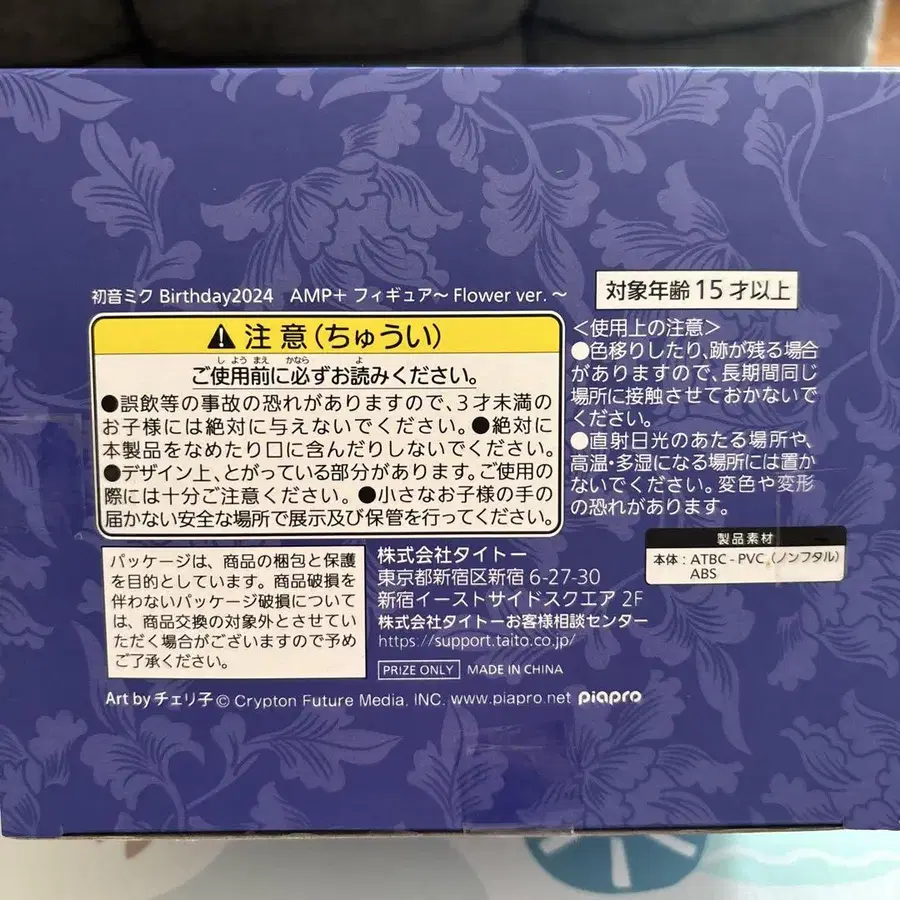 初音ミク Birthday2024 AMP+ フィギュア～Flower ver.～
対象年齢 15才以上
⚠注意(ちゅうい)
しようまえ かなら よ
ご使用前に必ずお読みください。
●誤飲等の事故の恐れがありますので、3才未満の
お子様には絶対に与えないでください。●絶対に
本製品をなめたり口に含んだりしないでください。
●デザイン上、とがっている部分があります。ご使用の
際には十分ご注意ください。●小さなお子様の手の
届かない安全な場所で展示及び保管を行ってください。
＜使用上の注意＞
●色移りしたり、跡が残る場合
がありますので、長期間同じ
場所に接触させておかないで
ください。
●直射日光のあたる場所や、
高温・多湿になる場所には置か
ないでください。変色や変形
の恐れがあります。
製品素材
本体：ATBC-PVC(ノンフタル)
ABS
パッケージは、商品の梱包と保護
を目的としています。商品破損を
伴わないパッケージ破損について
は、商品交換の対象外とさせてい
ただく場合がございますので予め
ご了承ください。
株式会社タイトー
東京都新宿区新宿 6-27-30
新宿イーストサイドスクエア 2F
株式会社タイトーお客様相談センター
https://support.taito.co.jp/
PRIZE ONLY MADE IN CHINA
Art by チェリ子 © Crypton Future Media, INC. www.piapro.net piapro